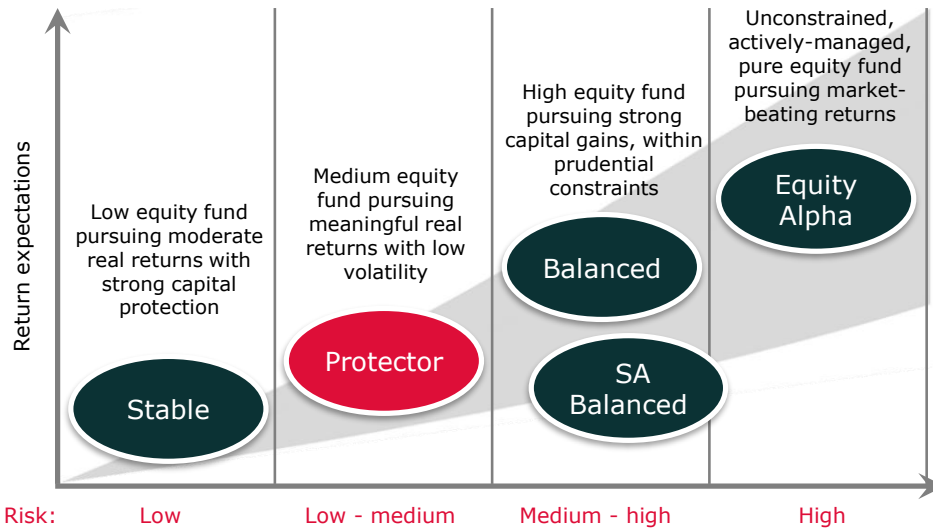 Return expectations
Low equity fund
pursuing moderate
real returns with
strong capital
protection
Stable
Medium equity
fund pursuing
meaningful real
returns with low
volatility
Protector
High equity fund
pursuing strong
capital gains, within
prudential
constraints
Balanced
SA
Balanced
Unconstrained,
actively-managed,
pure equity fund
pursuing market-
beating returns
Equity
Alpha
Risk:
Low
Low - medium
Medium - high
High